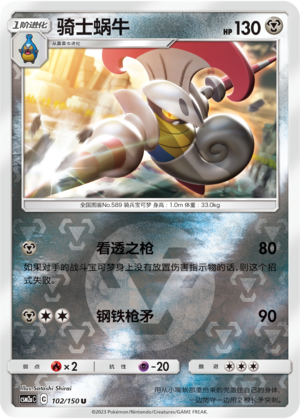 1阶进化
骑士蜗牛
HP 130
从盖盖虫进化
全国图鉴No.589 骑兵宝可梦 身高：1.0m 体重：33.0kg
看透之枪 80
如果对手的战斗宝可梦身上没有放置伤害指示物的话，则这个招
式失败。
钢铁枪矛 90
弱点 ×2 抵抗力 -20 撤退
Illus. Satoshi Shirai
CSM2aC C 102/150 U
©2023 Pokémon/Nintendo/Creatures/GAME FREAK.